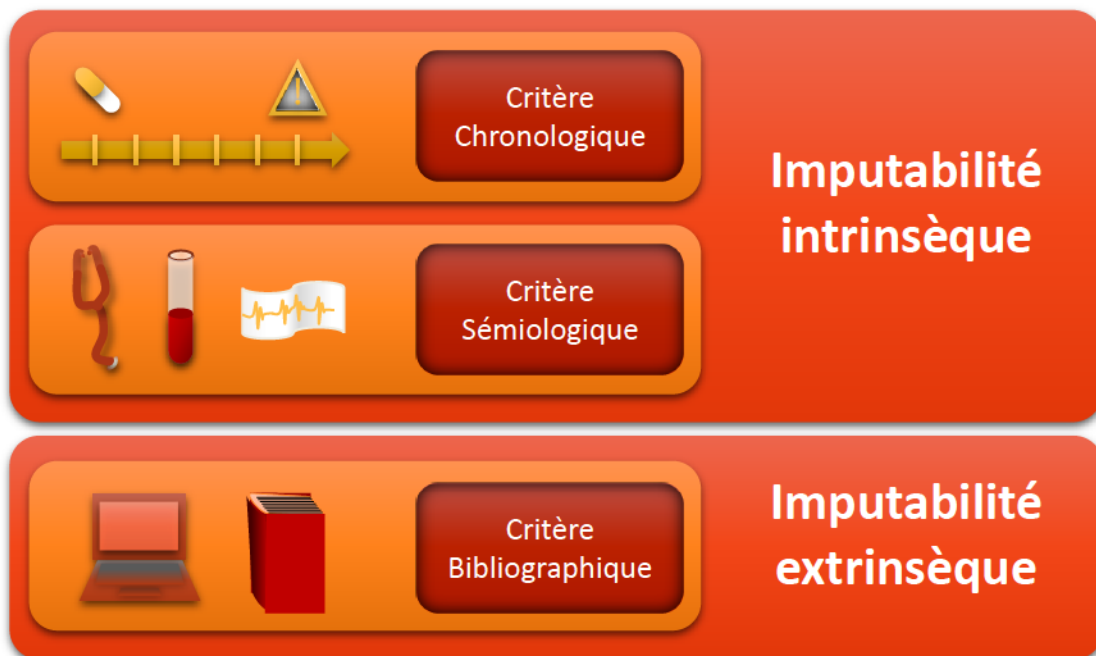 Critère
Chronologique
Imputabilité
intrinsèque
Critère
Sémiologique
Critère
Bibliographique
Imputabilité
extrinsèque